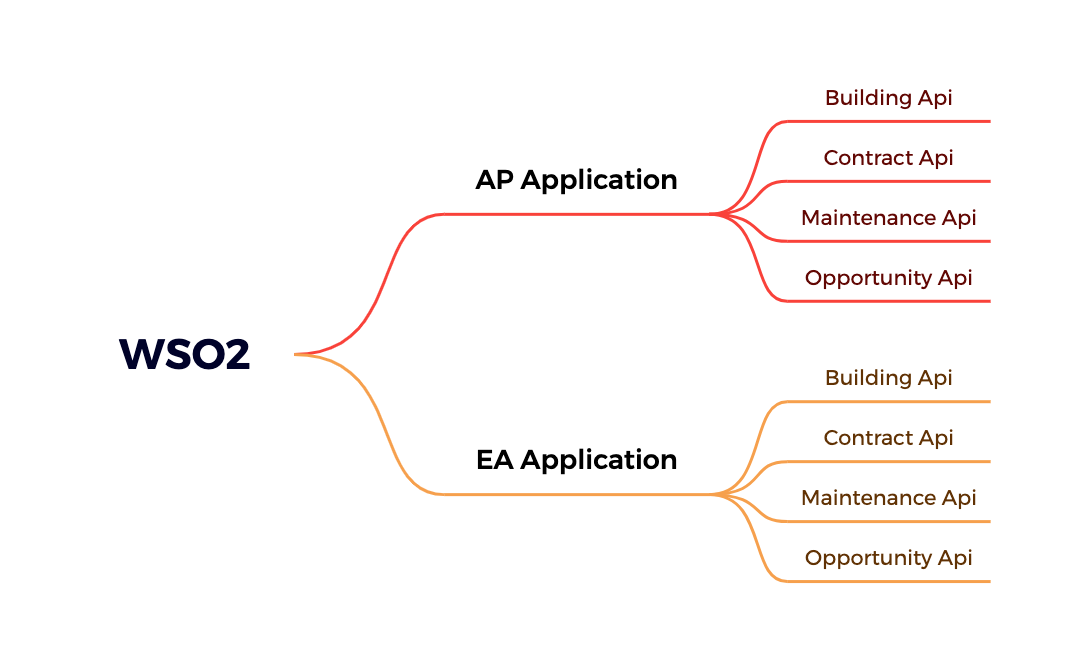 WSO2
AP Application
Building Api
Contract Api
Maintenance Api
Opportunity Api
EA Application
Building Api
Contract Api
Maintenance Api
Opportunity Api